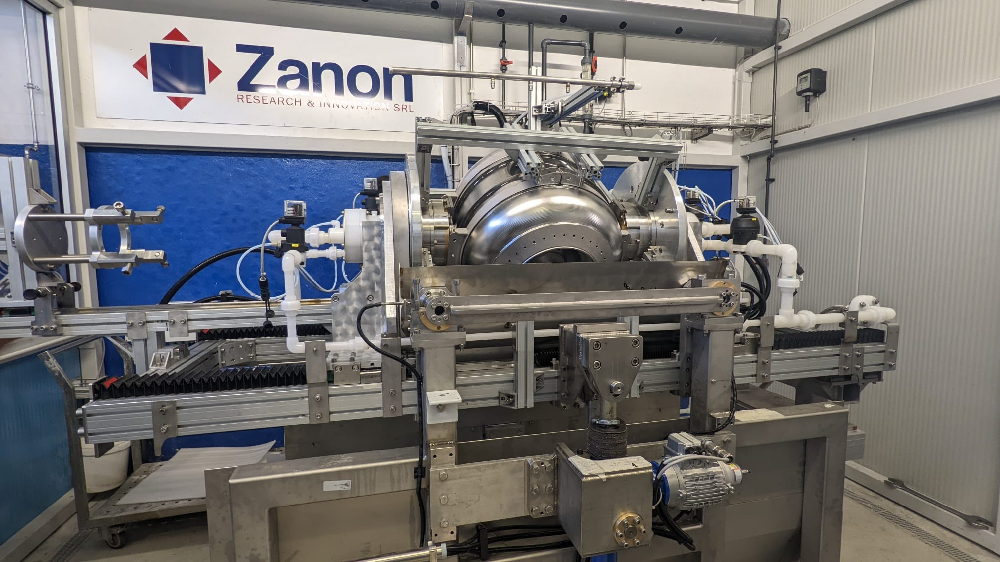 Zanon
RESEARCH & INNOVATION SRL